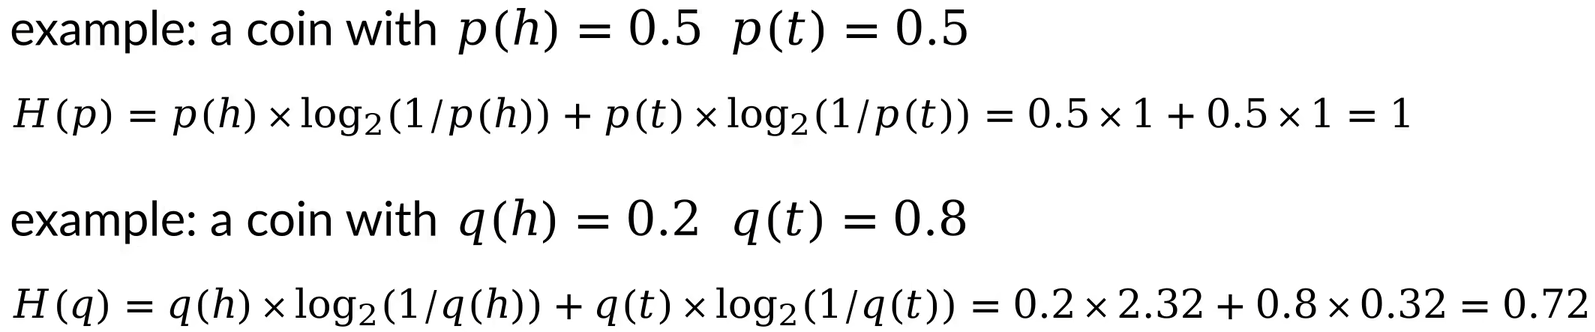 example: a coin with p(h) = 0.5 p(t) = 0.5
H(p) = p(h) × log₂(1/p(h)) + p(t) × log₂(1/p(t)) = 0.5 × 1 + 0.5 × 1 = 1
example: a coin with q(h) = 0.2 q(t) = 0.8
H(q) = q(h) × log₂(1/q(h)) + q(t) × log₂(1/q(t)) = 0.2 × 2.32 + 0.8 × 0.32 = 0.72